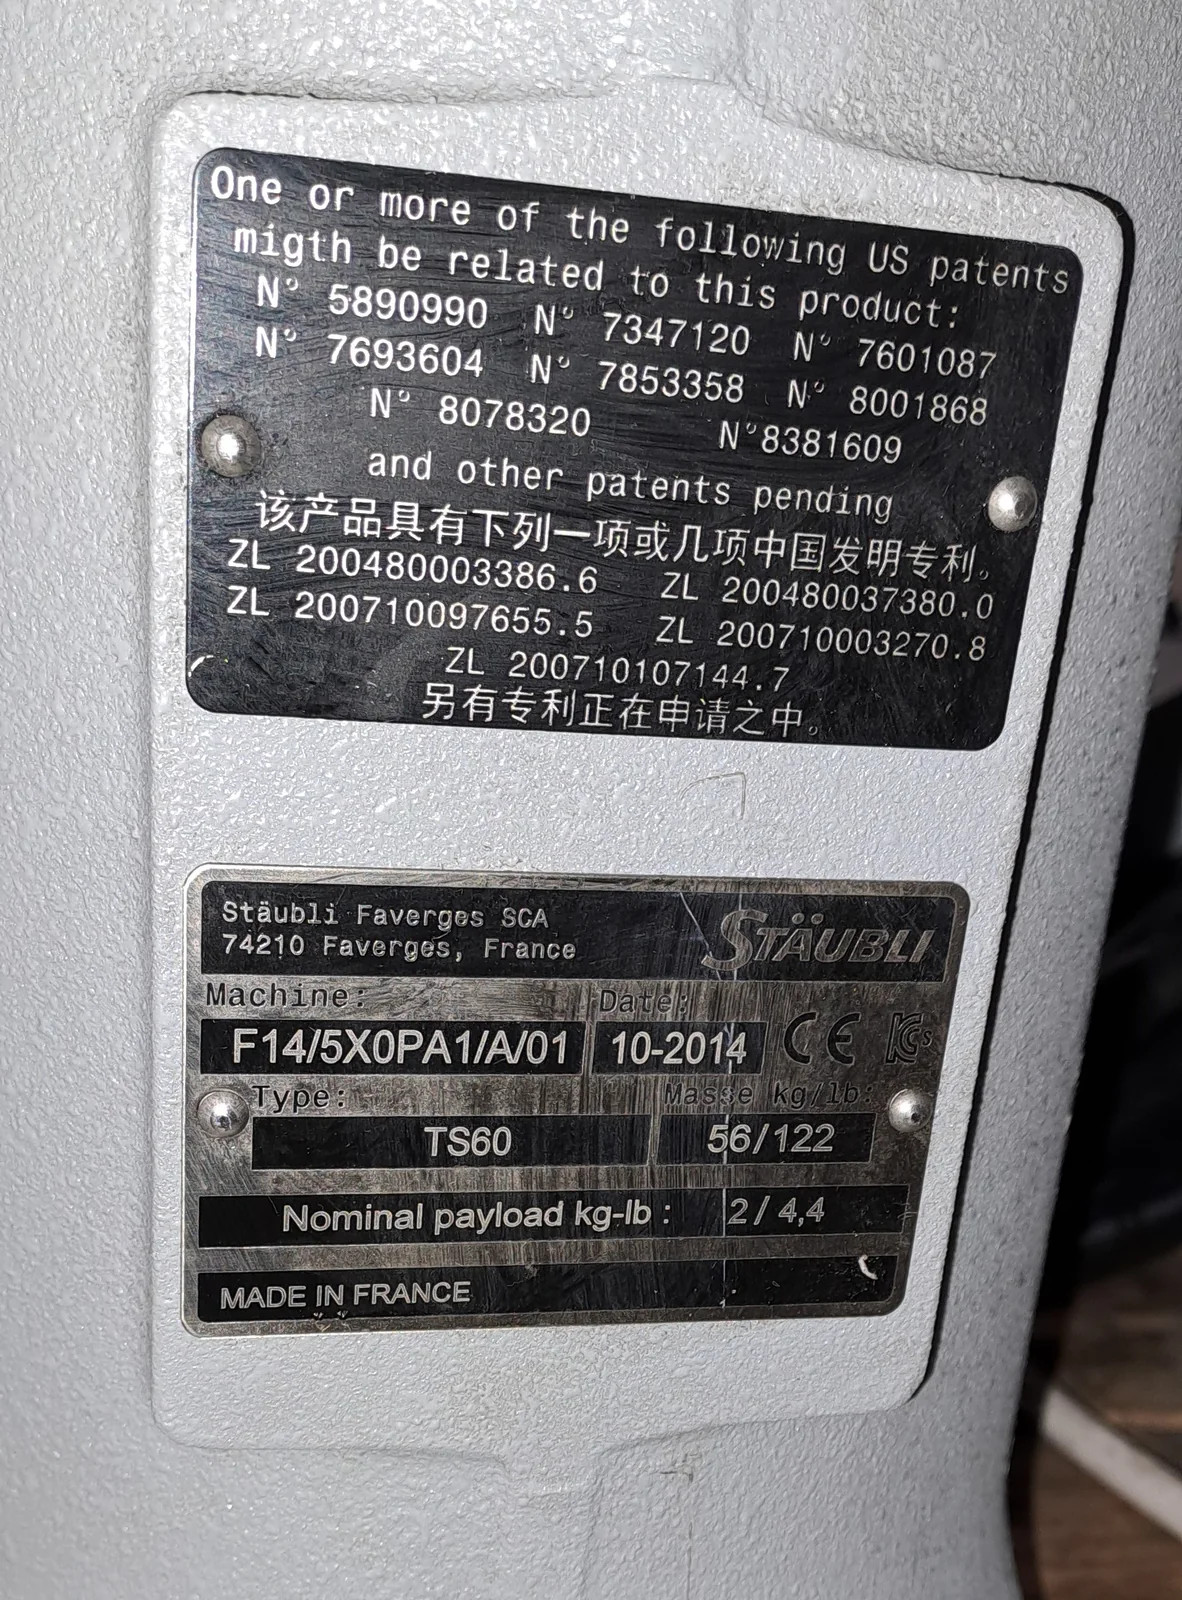 One or more of the following US patents
migth be related to this product:
N° 5890990 N° 7347120 N° 7601087
N° 7693604 N° 7853358 N° 8001868
N° 8078320 N°8381609
and other patents pending
该产品具有下列一项或几项中国发明专利。
ZL 200480003386.6 ZL 200480037380.0
ZL 200710097655.5 ZL 200710003270.8
ZL 200710107144.7
另有专利正在申请之中。
Stäubli Faverges SCA
74210 Faverges, France
STÄUBLI
Machine: Date:
F14/5X0PA1/A/01 10-2014 CE KCs
Type: Masse kg/lb:
TS60 56/122
Nominal payload kg-lb : 2/ 4,4
MADE IN FRANCE